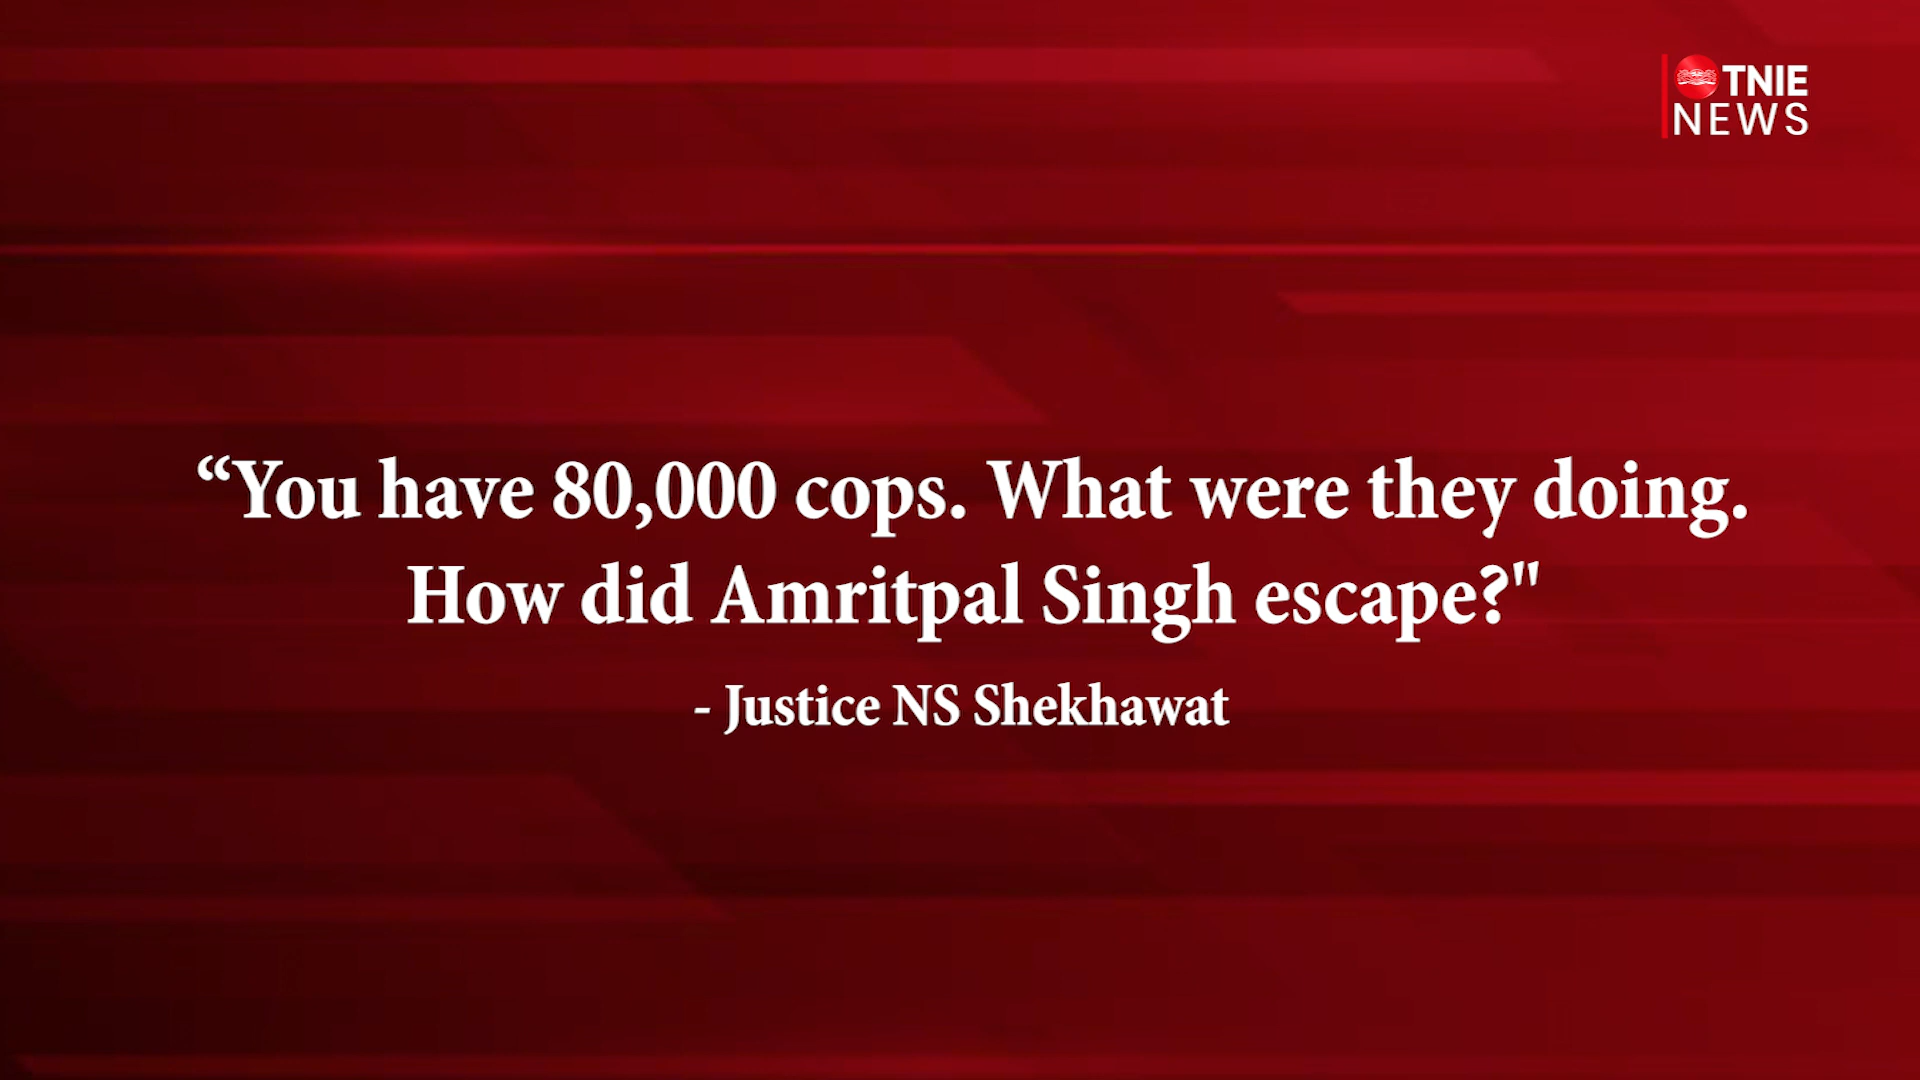 TNIE
NEWS
“You have 80,000 cops. What were they doing.
How did Amritpal Singh escape?"
- Justice NS Shekhawat